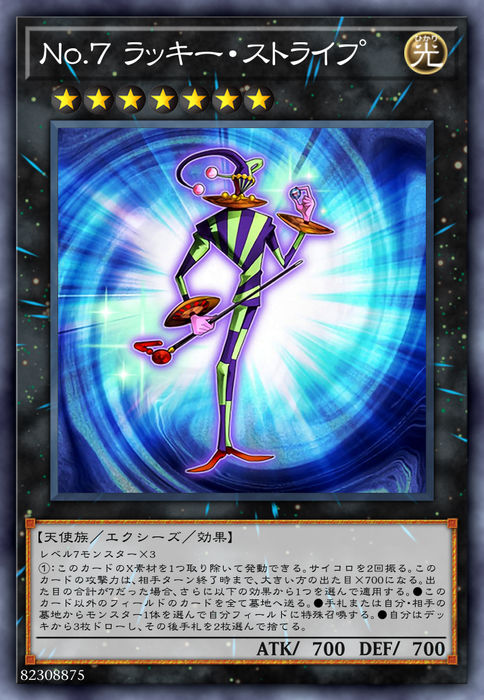 No.7 ラッキー・ストライプ
ひかり
光
【天使族/エクシーズ/効果】
レベル7モンスター×3
①:このカードのX素材を1つ取り除いて発動できる。サイコロを2回振る。こ
のカードの攻撃力は、相手ターン終了時まで、大きい方の出た目×700になる。出
た目の合計が7だった場合、さらに以下の効果から1つを選んで適用する。●この
カード以外のフィールドのカードを全て墓地へ送る。●手札または自分・相手の
墓地からモンスター1体を選んで自分フィールドに特殊召喚する。●自分はデッ
キから3枚ドローし、その後手札を2枚選んで捨てる。
ATK/ 700 DEF/ 700
82308875